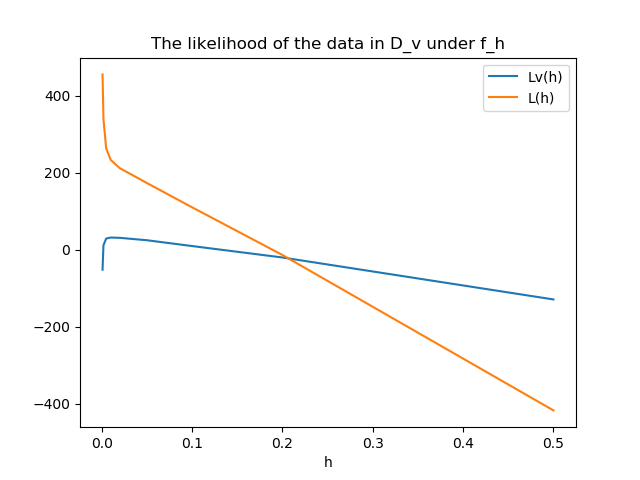 The likelihood of the data in D_v under f_h
Lv(h)
L(h)
400
200
0
−200
−400
0.0 0.1 0.2 0.3 0.4 0.5
h